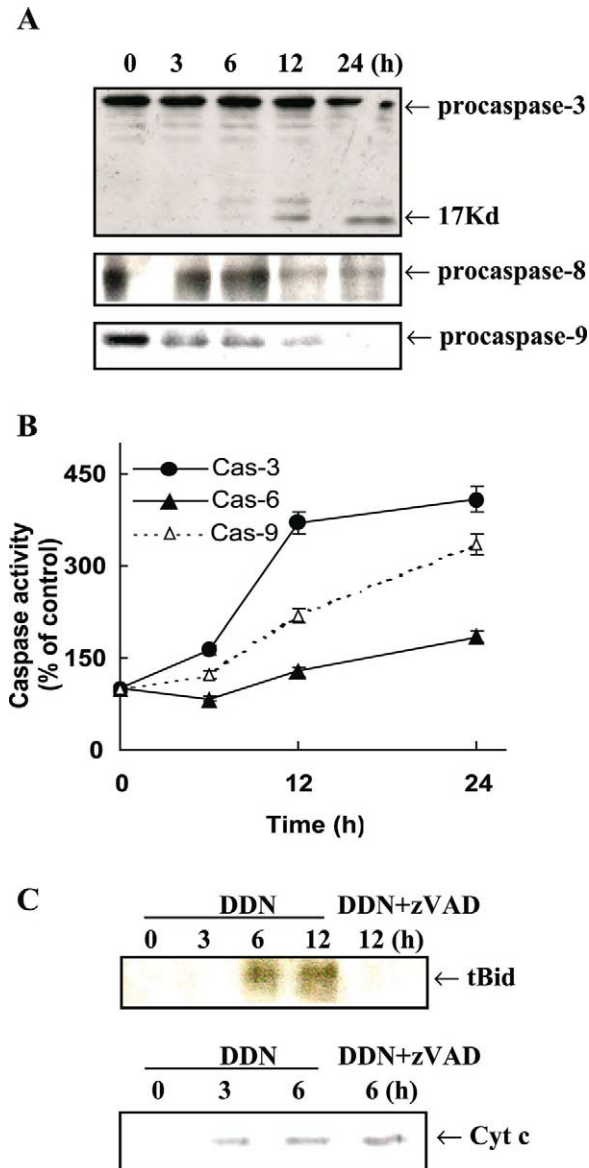 A
0 3 6 12 24 (h)
← procaspase-3
← 17Kd
← procaspase-8
← procaspase-9
B
Cas-3
Cas-6
Cas-9
450
300
150
0
Caspase activity
(% of control)
0 12 24
Time (h)
C
DDN DDN+zVAD
0 3 6 12 12 (h)
← tBid
DDN DDN+zVAD
0 3 6 6 (h)
← Cyt c